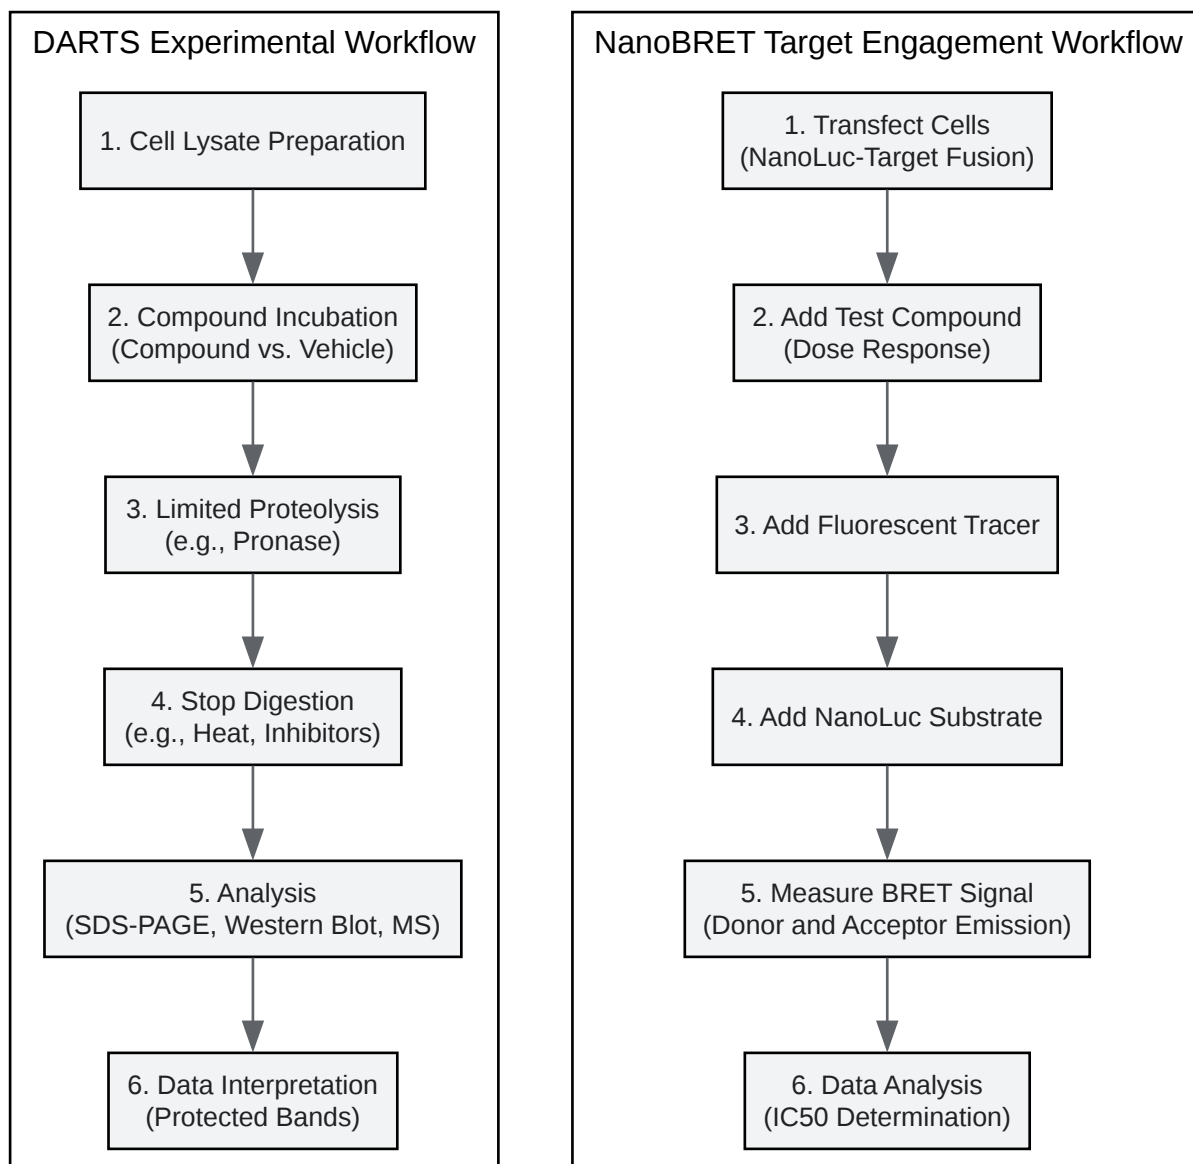 DARTS Experimental Workflow
1. Cell Lysate Preparation
2. Compound Incubation
(Compound vs. Vehicle)
3. Limited Proteolysis
(e.g., Pronase)
4. Stop Digestion
(e.g., Heat, Inhibitors)
5. Analysis
(SDS-PAGE, Western Blot, MS)
6. Data Interpretation
(Protected Bands)
NanoBRET Target Engagement Workflow
1. Transfect Cells
(NanoLuc-Target Fusion)
2. Add Test Compound
(Dose Response)
3. Add Fluorescent Tracer
4. Add NanoLuc Substrate
5. Measure BRET Signal
(Donor and Acceptor Emission)
6. Data Analysis
(IC50 Determination)